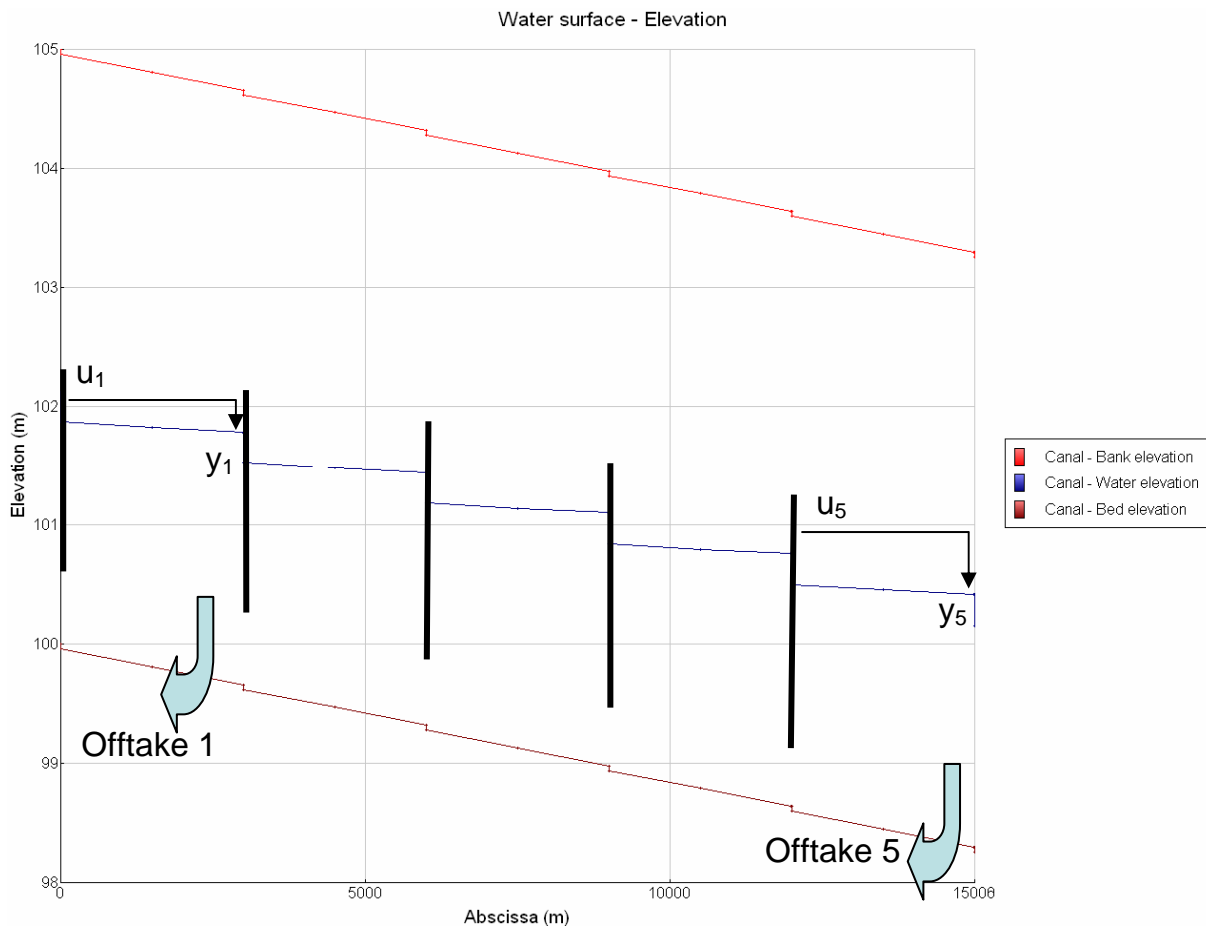 Water surface - Elevation
105
104
103
102
101
100
99
98
Elevation (m)
u1
y1
u5
y5
Offtake 1
Offtake 5
0
5000
10000
Abscissa (m)
Canal - Bank elevation
Canal - Water elevation
Canal - Bed elevation